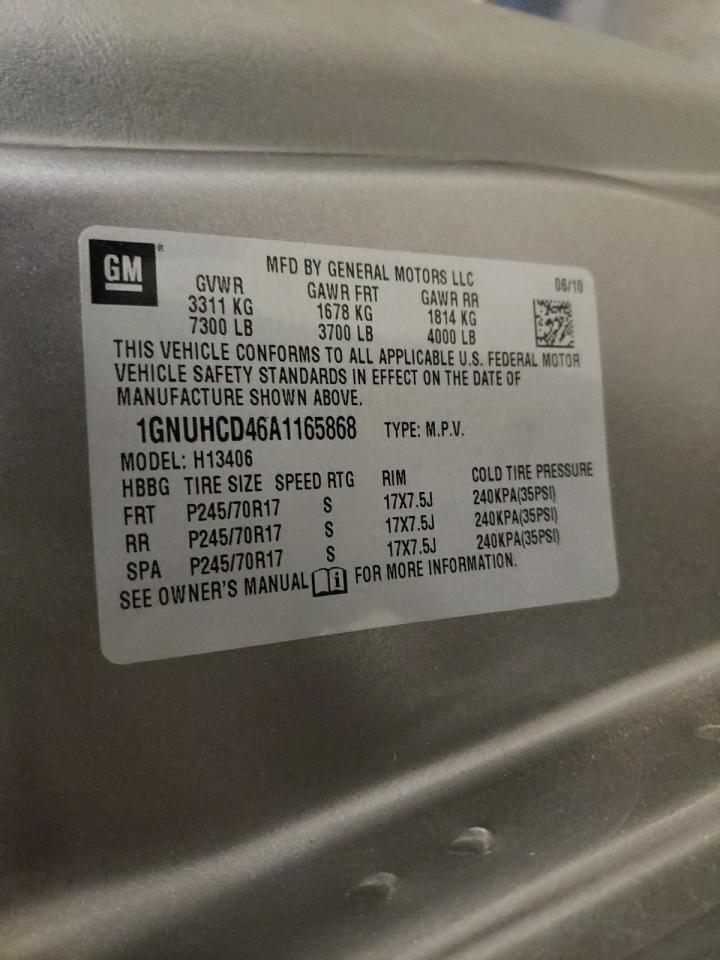 GM®
MFD BY GENERAL MOTORS LLC 06/10
GVWR GAWR FRT GAWR RR
3311 KG 1678 KG 1814 KG
7300 LB 3700 LB 4000 LB
THIS VEHICLE CONFORMS TO ALL APPLICABLE U.S. FEDERAL MOTOR
VEHICLE SAFETY STANDARDS IN EFFECT ON THE DATE OF
MANUFACTURE SHOWN ABOVE.
1GNUHCD46A1165868 TYPE: M.P.V.
MODEL: H13406
HBBG TIRE SIZE SPEED RTG RIM COLD TIRE PRESSURE
FRT P245/70R17 S 17X7.5J 240KPA(35PSI)
RR P245/70R17 S 17X7.5J 240KPA(35PSI)
SPA P245/70R17 S 17X7.5J 240KPA(35PSI)
SEE OWNER'S MANUAL i FOR MORE INFORMATION.